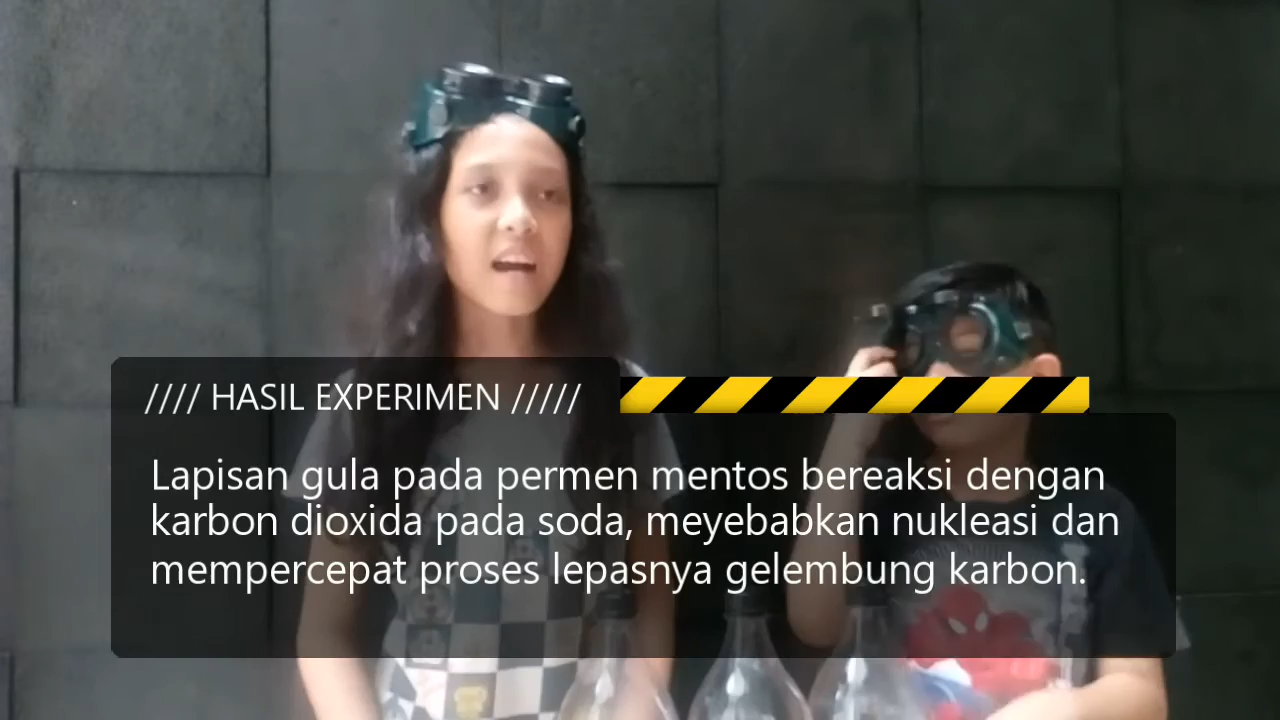 //// HASIL EXPERIMEN /////
Lapisan gula pada permen mentos bereaksi dengan
karbon dioxida pada soda, meyebabkan nukleasi dan
mempercepat proses lepasnya gelembung karbon.